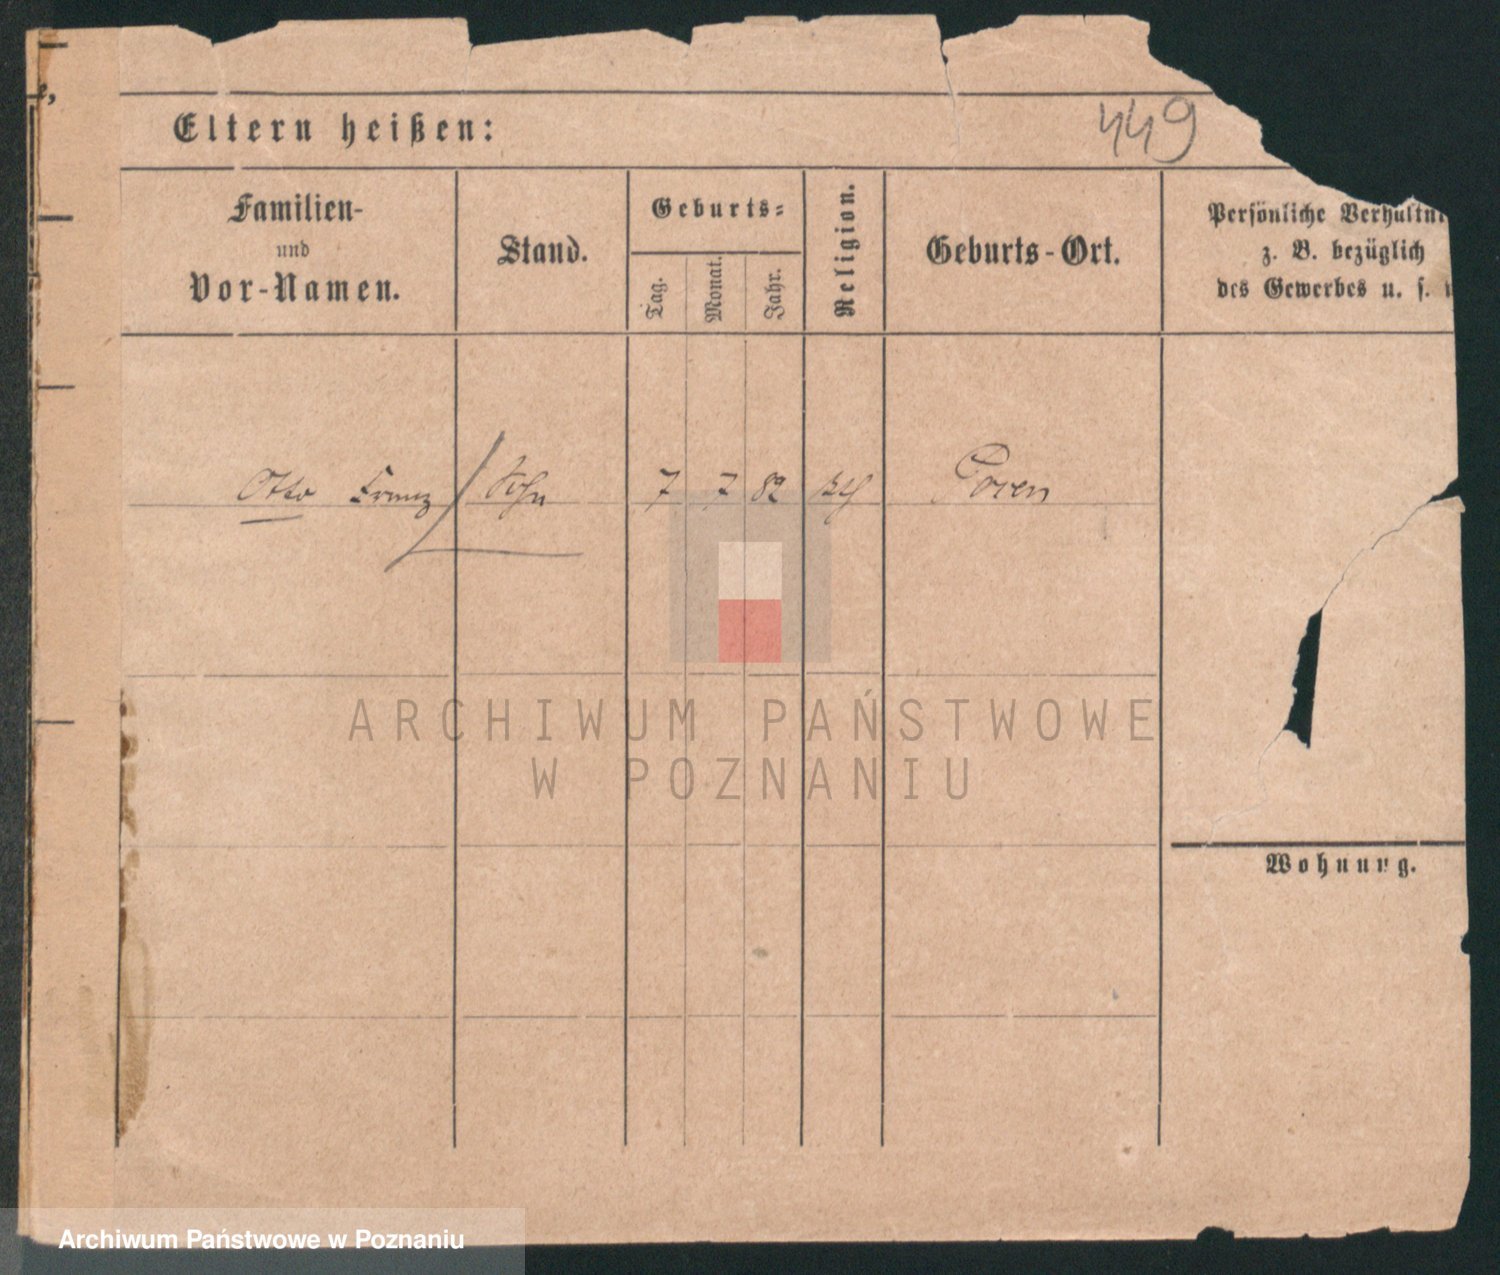 e,
Eltern heißen:
449
Familien-
und
Vor-Namen.
Stand.
Geburts-
Tag.
Monat.
Jahr.
Religion.
Geburts-Ort.
Persönliche Verhältni
z. B. bezüglich
des Gewerbes u. s.
Otto Franz Sohn 7 7 82 Posen
ARCHIWUM PAŃSTWOWE
W POZNANIU
Wohnung.
Archiwum Państwowe w Poznaniu